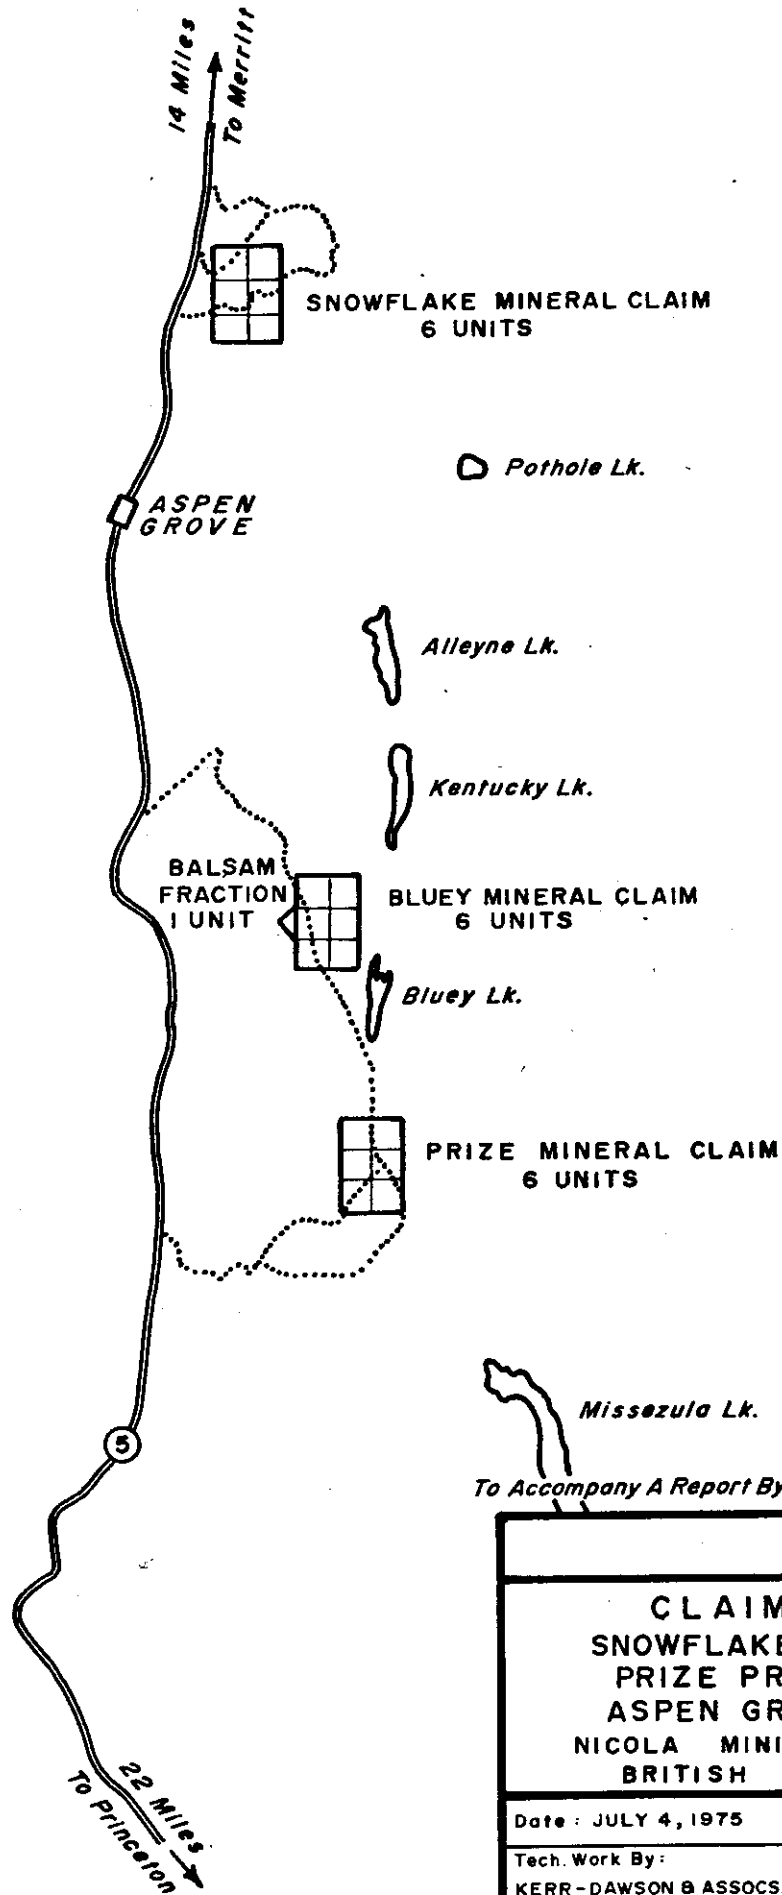 14 Miles
To Merritt
SNOWFLAKE MINERAL CLAIM
6 UNITS
Pothole Lk.
ASPEN
GROVE
Alleyne Lk.
Kentucky Lk.
BALSAM
FRACTION
1 UNIT
BLUEY MINERAL CLAIM
6 UNITS
Bluey Lk.
PRIZE MINERAL CLAIM
6 UNITS
Missezula Lk.
5
To Accompany A Report By
CLAIM
SNOWFLAKE
PRIZE PR
ASPEN GR
NICOLA MINI
BRITISH
22 Miles
To Princeton
Date : JULY 4, 1975
Tech. Work By :
KERR-DAWSON & ASSOCS